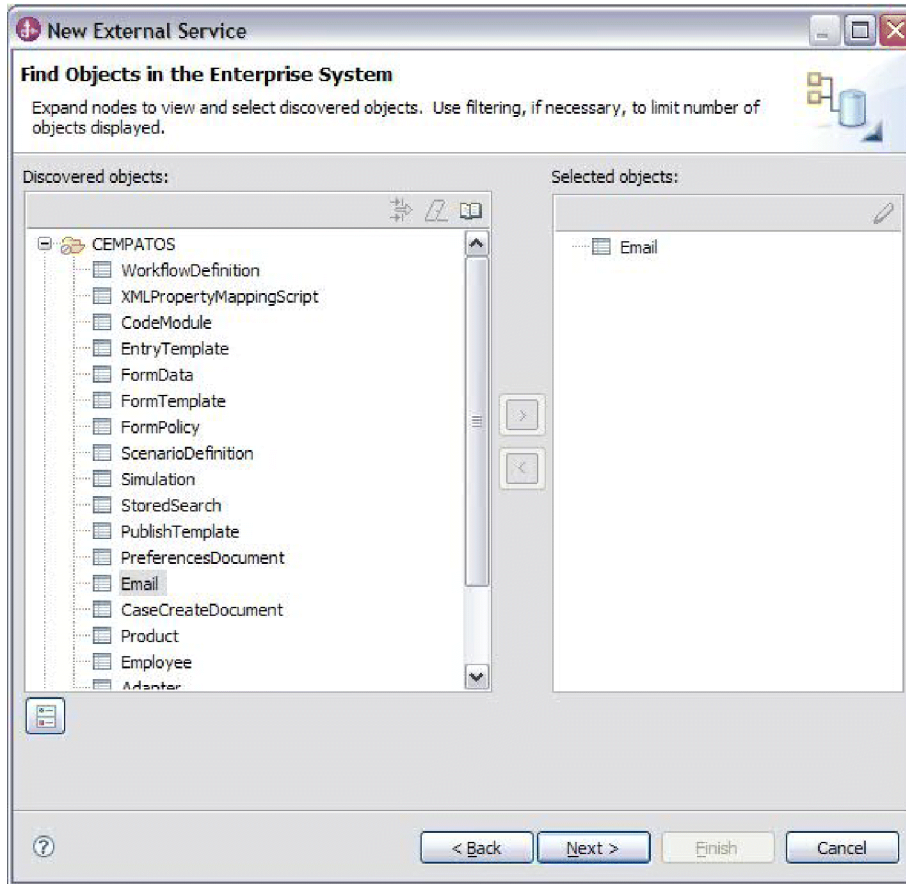 New External Service
Find Objects in the Enterprise System
Expand nodes to view and select discovered objects. Use filtering, if necessary, to limit number of
objects displayed.
Discovered objects:
Selected objects:
CEMPATOS
Email
WorkflowDefinition
XMLPropertyMappingScript
CodeModule
EntryTemplate
FormData
FormTemplate
FormPolicy
ScenarioDefinition
Simulation
StoredSearch
PublishTemplate
PreferencesDocument
Email
CaseCreateDocument
Product
Employee
Adapter
>
<
?
< Back
Next >
Finish
Cancel